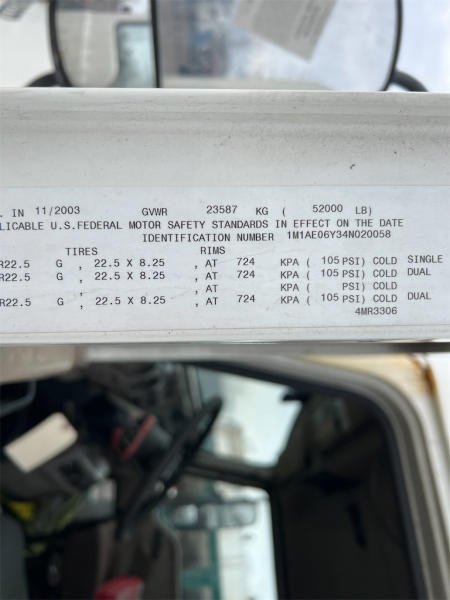 . IN 11/2003 GVWR 23587 KG ( 52000 LB)
PLICABLE U.S.FEDERAL MOTOR SAFETY STANDARDS IN EFFECT ON THE DATE
IDENTIFICATION NUMBER 1M1AE06Y34N020058
TIRES RIMS
R22.5 G , 22.5 X 8.25 , AT 724 KPA ( 105 PSI) COLD SINGLE
R22.5 G , 22.5 X 8.25 , AT 724 KPA ( 105 PSI) COLD DUAL
, , AT KPA ( PSI) COLD
R22.5 G , 22.5 X 8.25 , AT 724 KPA ( 105 PSI) COLD DUAL
4MR3306